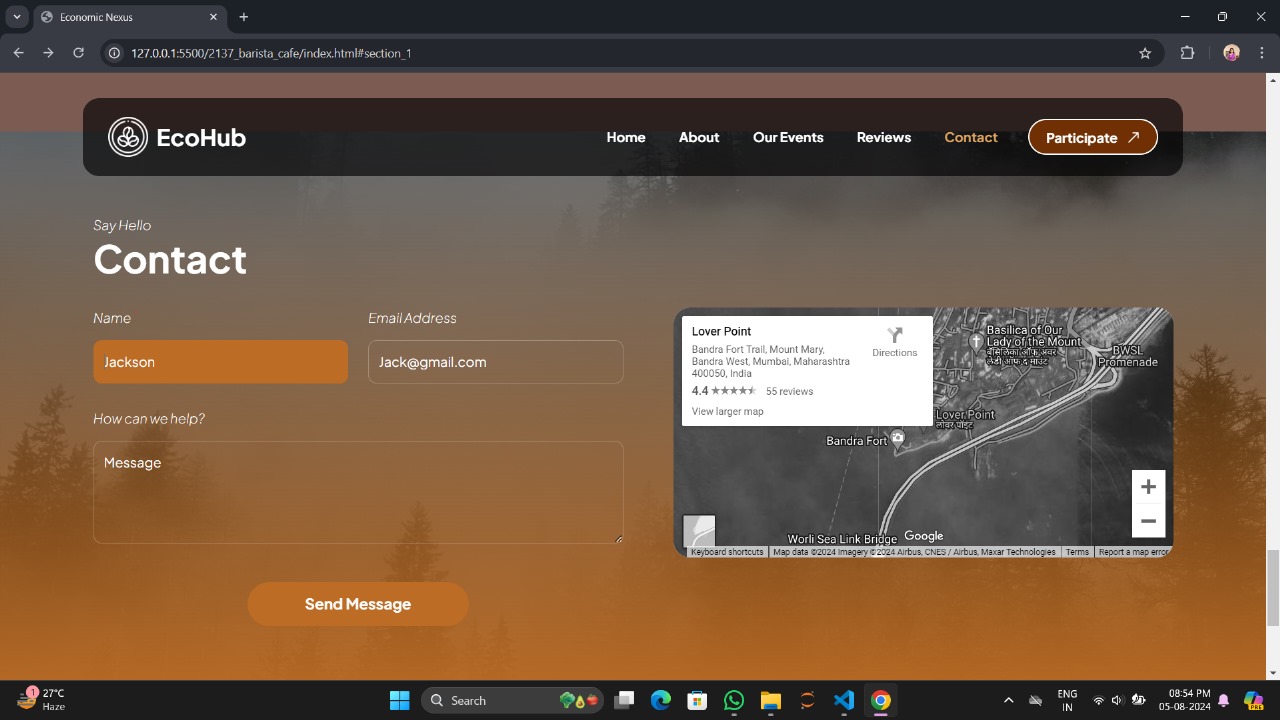 Economic Nexus
127.0.0.1:5500/2137_barista_cafe/index.html#section_1
EcoHub
Home
About
Our Events
Reviews
Contact
Participate
Say Hello
Contact
Name
Email Address
Jackson
Jack@gmail.com
How can we help?
Message
Send Message
Lover Point
Bandra Fort Trail, Mount Mary,
Bandra West, Mumbai, Maharashtra
400050, India
4.4
55 reviews
View larger map
Directions
Basilica of Our
Lady of the Mount
BWSL
Promenade
Lover Point
लोवर पॉइंट
Bandra Fort
Worli Sea Link Bridge
Google
Keyboard shortcuts
Map data ©2024 Imagery ©2024 Airbus, CNES / Airbus, Maxar Technologies
Terms
Report a map error
1
27°C
Haze
Search
ENG
IN
08:54 PM
05-08-2024
PRE